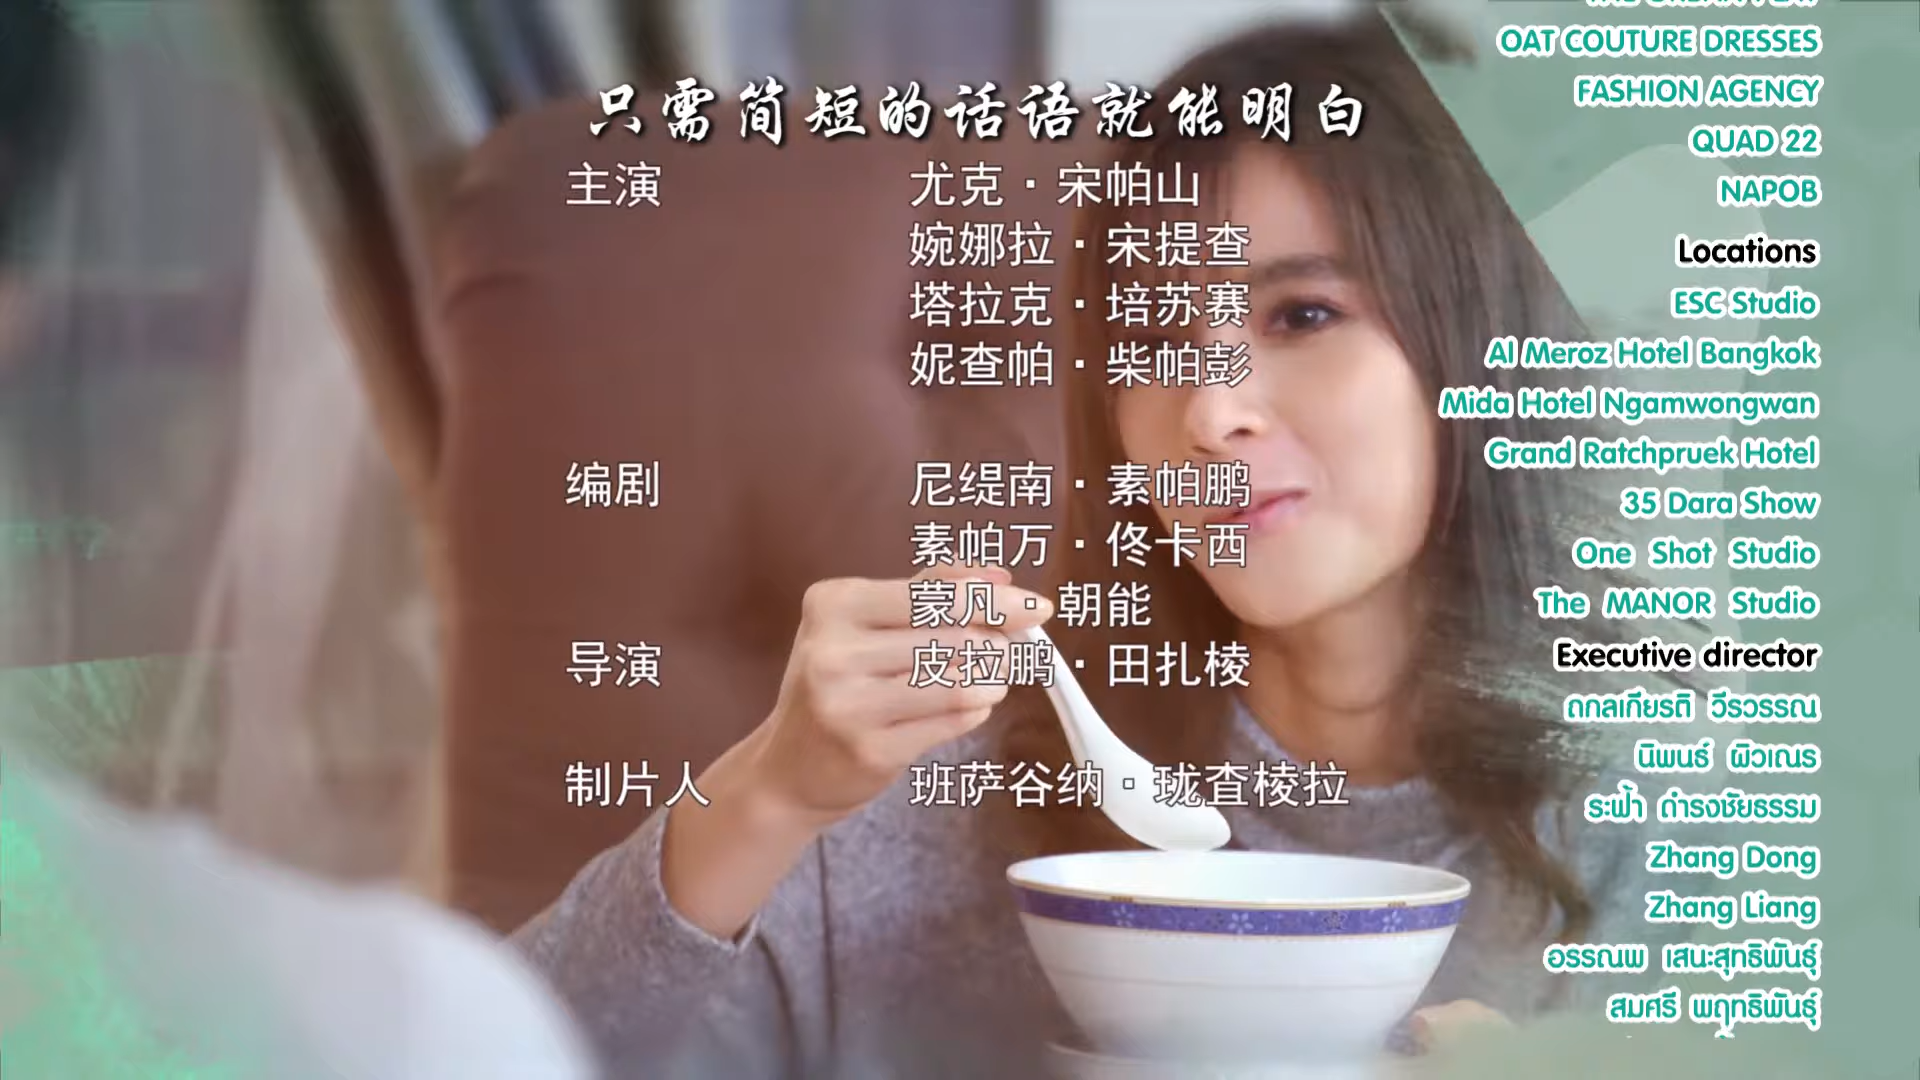 只需简短的话语就能明白
主演 尤克·宋帕山
婉娜拉·宋提查
塔拉克·培苏赛
妮查帕·柴帕彭
编剧 尼缇南·素帕鹏
素帕万·佟卡西
蒙凡·朝能
导演 皮拉鹏·田扎棱
制片人 班萨谷纳·珑查棱拉
OAT COUTURE DRESSES
FASHION AGENCY
QUAD 22
NAPOB
Locations
ESC Studio
Al Meroz Hotel Bangkok
Mida Hotel Ngamwongwan
Grand Ratchpruek Hotel
35 Dara Show
One Shot Studio
The MANOR Studio
Executive director
ถกลเกียรติ วีรวรรณ
นิพนธ์ ผิวเณร
ระฟ้า ดำรงชัยธรรม
Zhang Dong
Zhang Liang
อรรณพ เสนะสุทธิพันธุ์
สมศรี พฤทธิพันธุ์